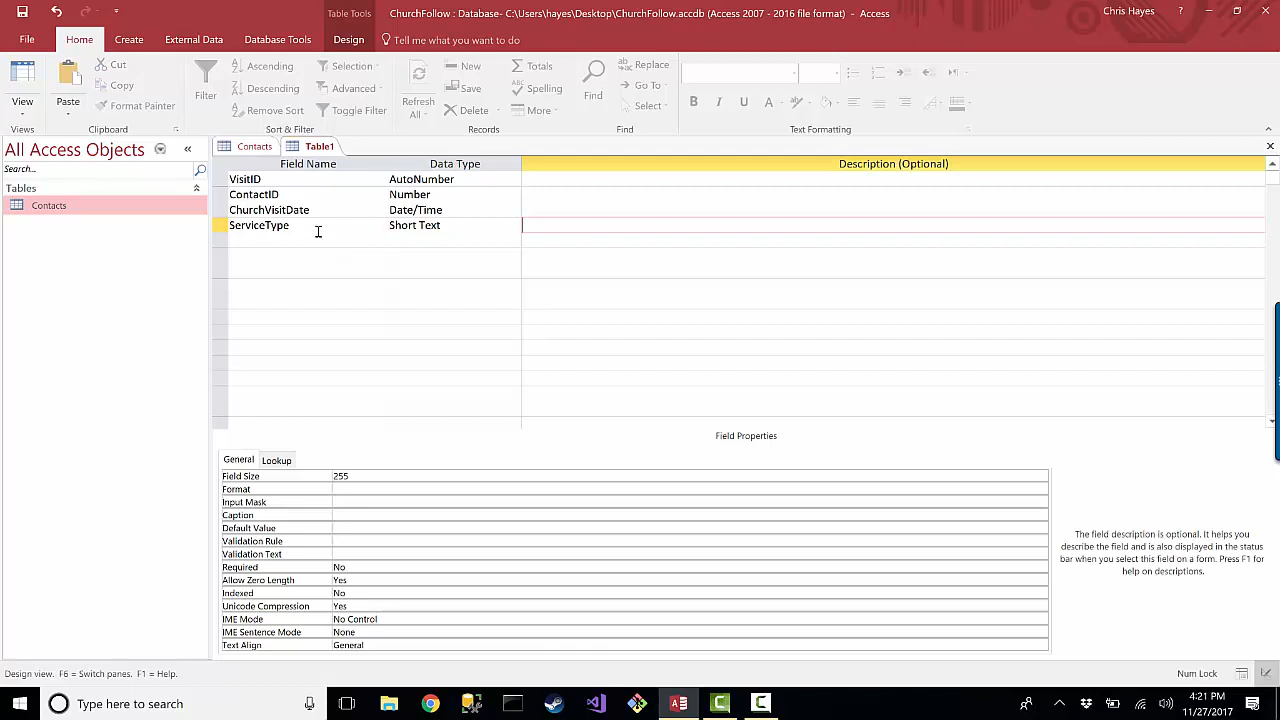 Table Tools
ChurchFollow : Database- C:\Users\hayes\Desktop\ChurchFollow.accdb (Access 2007 - 2016 file format) - Access
Chris Hayes
?
File
Home
Create
External Data
Database Tools
Design
Tell me what you want to do
View
Views
Paste
Cut
Copy
Format Painter
Clipboard
Filter
Ascending
Descending
Remove Sort
Selection
Advanced
Toggle Filter
Sort & Filter
Refresh
All
New
Save
Delete
Totals
Spelling
More
Records
Find
Replace
Go To
Select
Find
B I U A
Text Formatting
All Access Objects
Search...
Tables
Contacts
Contacts
Table1
Field Name Data Type Description (Optional)
VisitID AutoNumber
ContactID Number
ChurchVisitDate Date/Time
ServiceType Short Text
Field Properties
General
Lookup
Field Size 255
Format
Input Mask
Caption
Default Value
Validation Rule
Validation Text
Required No
Allow Zero Length Yes
Indexed No
Unicode Compression Yes
IME Mode No Control
IME Sentence Mode None
Text Align General
The field description is optional. It helps you
describe the field and is also displayed in the status
bar when you select this field on a form. Press F1 for
help on descriptions.
Design view. F6 = Switch panes. F1 = Help.
Num Lock
Type here to search
4:21 PM
11/27/2017